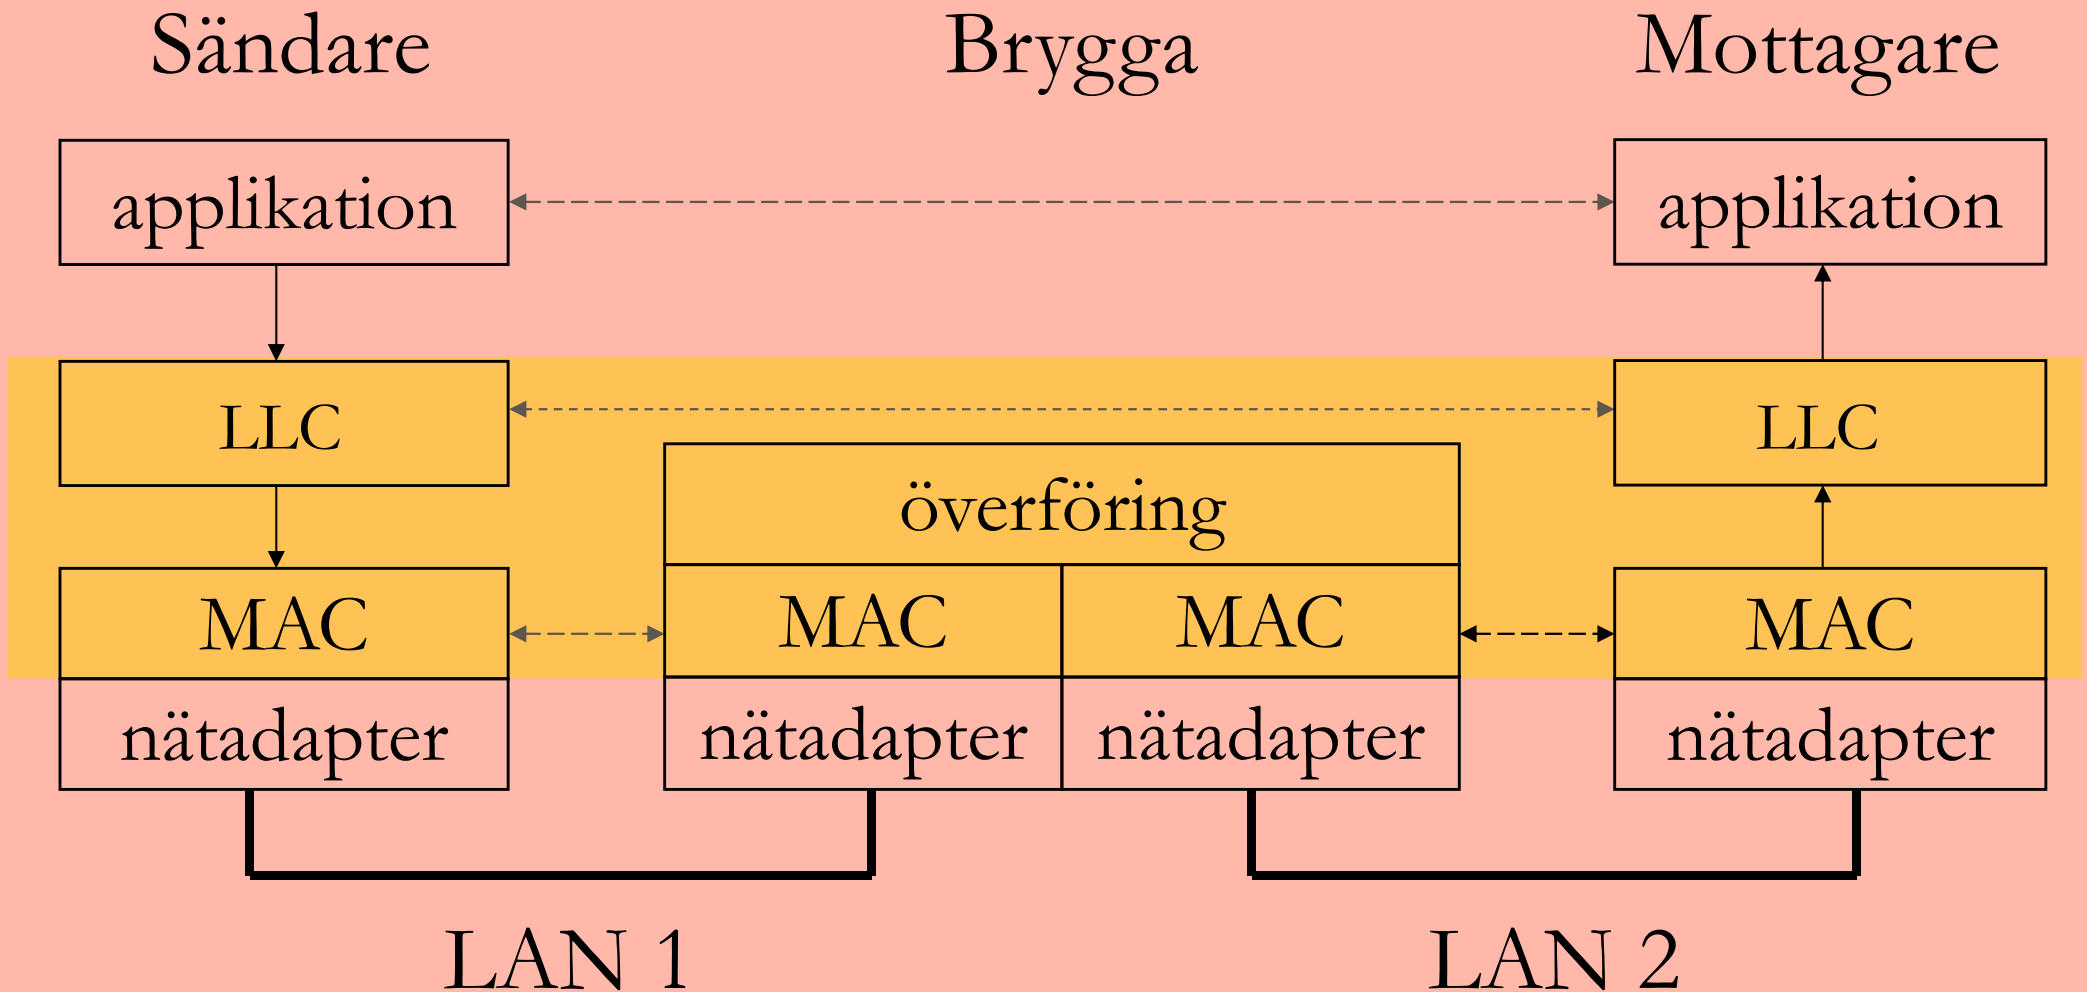 Sändare
Brygga
Mottagare
applikation
applikation
LLC
LLC
överföring
MAC
MAC
MAC
MAC
nätadapter
nätadapter
nätadapter
nätadapter
LAN 1
LAN 2